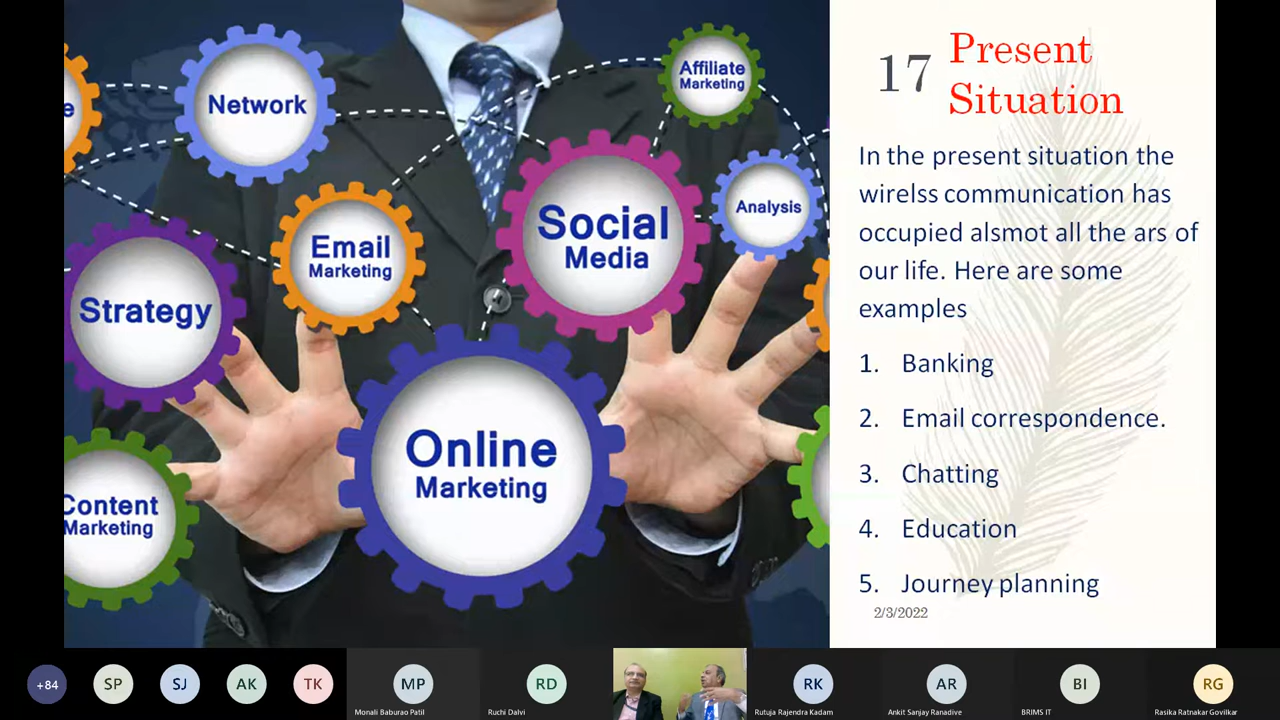 e
Network
Affiliate
Marketing
Social
Media
Analysis
Email
Marketing
Strategy
Online
Marketing
Content
Marketing
17
Present
Situation
In the present situation the
wirelss communication has
occupied alsmot all the ars of
our life. Here are some
examples
1. Banking
2. Email correspondence.
3. Chatting
4. Education
5. Journey planning
2/3/2022
+84
SP
SJ
AK
TK
MP
Monali Baburao Patil
RD
Ruchi Dalvi
RK
Rutuja Rajendra Kadam
AR
Ankit Sanjay Ranadive
BI
BRIMS IT
RG
Rasika Ratnakar Govilkar